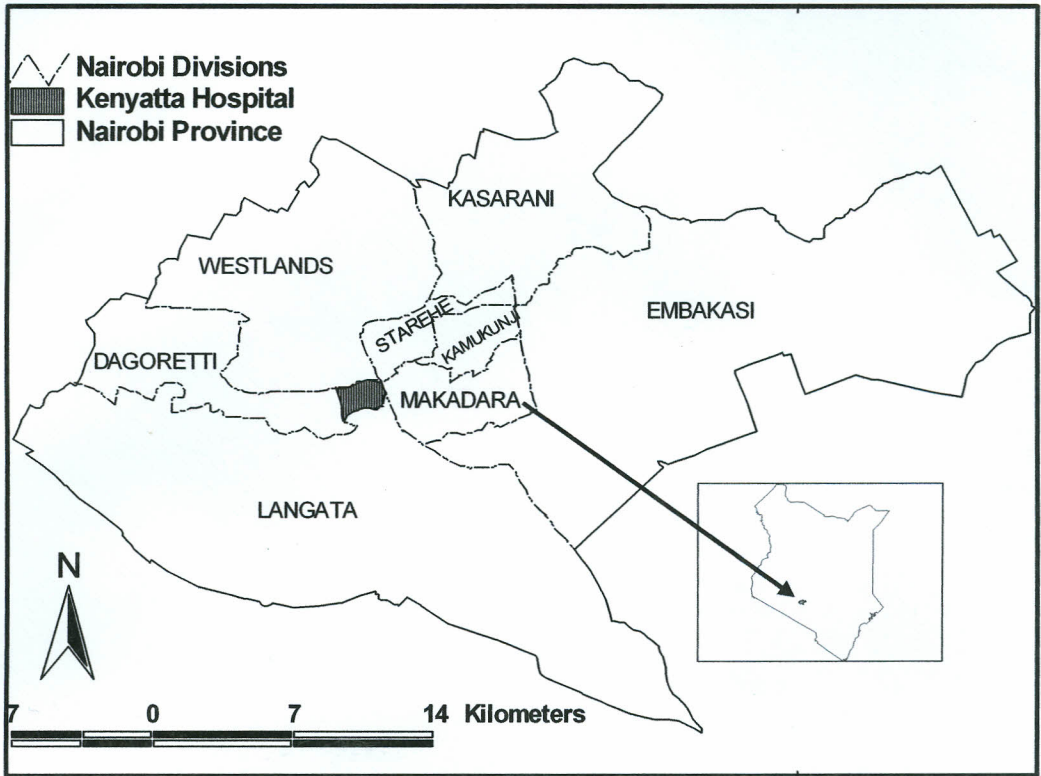 Nairobi Divisions
Kenyatta Hospital
Nairobi Province
KASARANI
WESTLANDS
STAREHE
KAMUKUNJI
EMBAKASI
DAGORETTI
MAKADARA
LANGATA
N
7 0 7 14 Kilometers